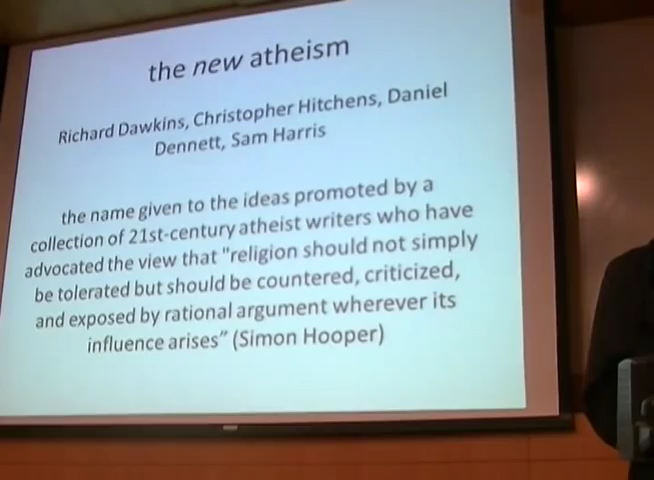 the new atheism
Richard Dawkins, Christopher Hitchens, Daniel
Dennett, Sam Harris
the name given to the ideas promoted by a
collection of 21st-century atheist writers who have
advocated the view that "religion should not simply
be tolerated but should be countered, criticized,
and exposed by rational argument wherever its
influence arises” (Simon Hooper)